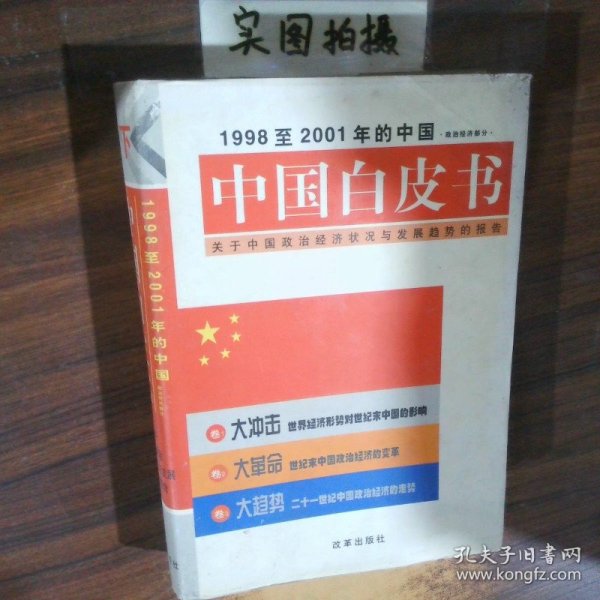 实图拍摄
1998至2001年的中国 ·政治经济部分·
中国白皮书
关于中国政治经济状况与发展趋势的报告
卷1 大冲击 世界经济形势对世纪末中国的影响
卷2 大革命 世纪末中国政治经济的变革
卷3 大趋势 二十一世纪中国政治经济的走势
改革出版社
下
1998至2001年的中国
孔夫子旧书网
www.kongfz.com